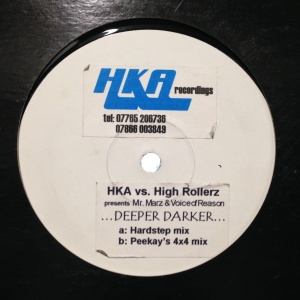 HKA
recordings
tel: 07785 206736
07866 003849
HKA vs. High Rollerz
presents Mr. Marz & Voice of Reason
...DEEPER DARKER...
a: Hardstep mix
b: Peekay's 4x4 mix